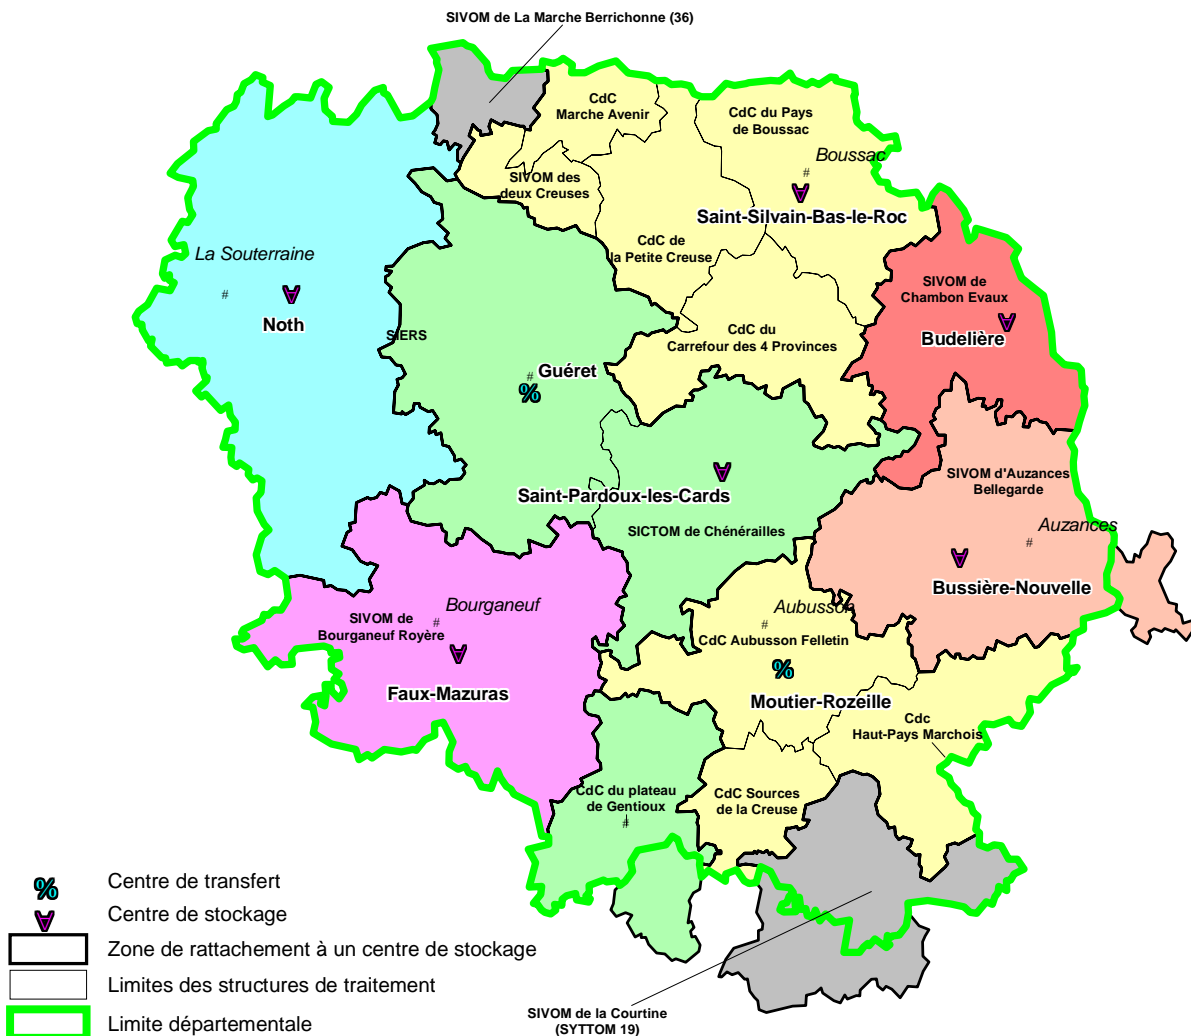 SIVOM de La Marche Berrichonne (36)
CdC
Marche Avenir
CdC du Pays
de Boussac
Boussac
SIVOM des
deux Creuses
Saint-Silvain-Bas-le-Roc
CdC de
la Petite Creuse
La Souterraine
SIVOM de
Chambon Evaux
Noth
SIERS
CdC du
Carrefour des 4 Provinces
Budelière
Guéret
SIVOM d'Auzances
Bellegarde
Saint-Pardoux-les-Cards
SICTOM de Chénérailles
Auzances
Bussière-Nouvelle
Bourganeuf
SIVOM de
Bourganeuf Royère
Aubusson
CdC Aubusson Felletin
Faux-Mazuras
Moutier-Rozeille
Cdc
Haut-Pays Marchois
CdC du plateau
de Gentioux
CdC Sources
de la Creuse
Centre de transfert
Centre de stockage
Zone de rattachement à un centre de stockage
Limites des structures de traitement
Limite départementale
SIVOM de la Courtine
(SYTTOM 19)